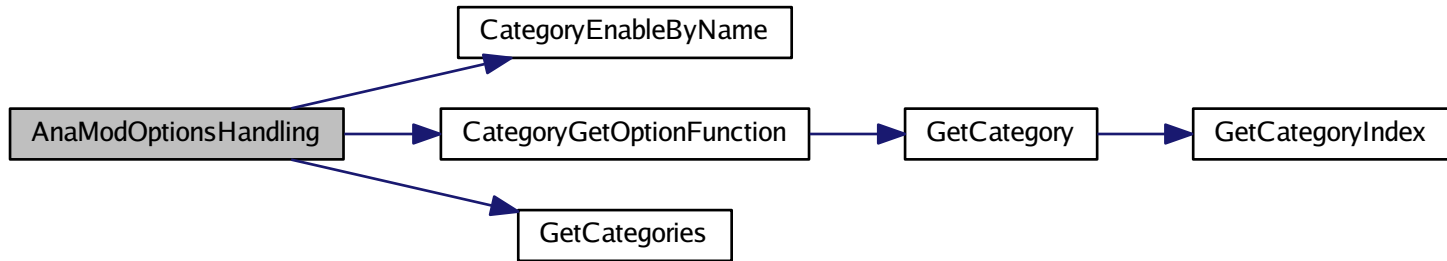 CategoryEnableByName
AnaModOptionsHandling
CategoryGetOptionFunction
GetCategory
GetCategoryIndex
GetCategories